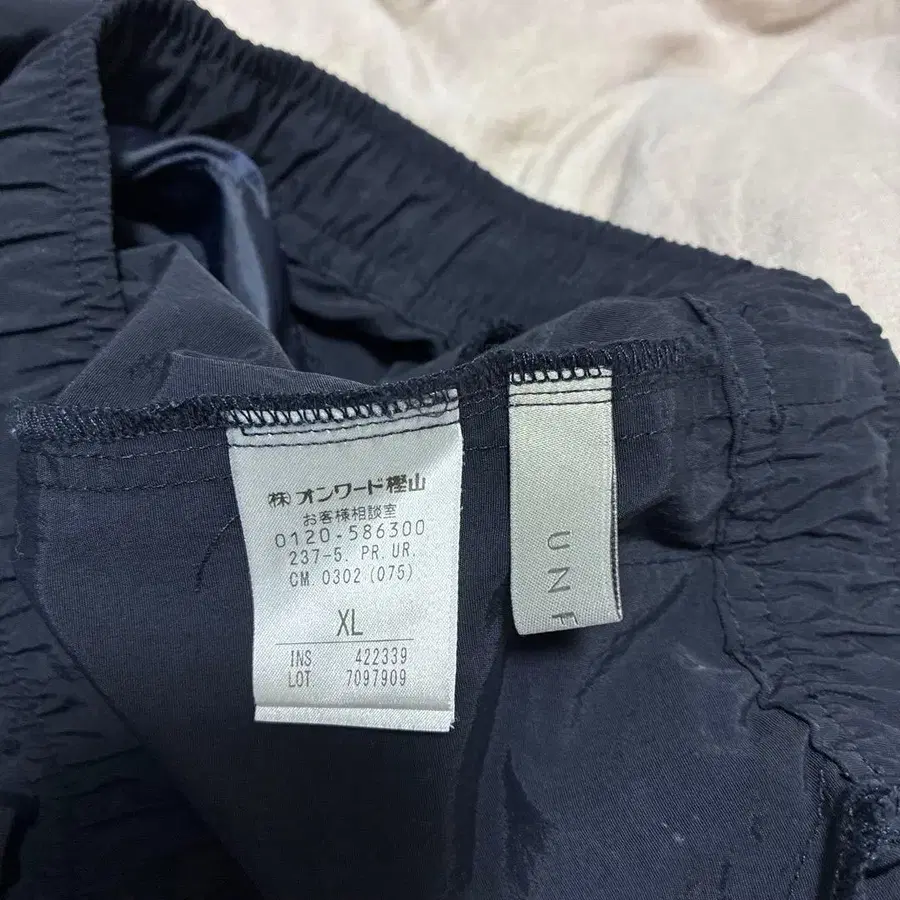 ㈱オンワード樫山
お客様相談室
0120-586300
237-5. PR. UR.
CM. 0302 (075)
XL
INS 422339
LOT 7097909
UNF